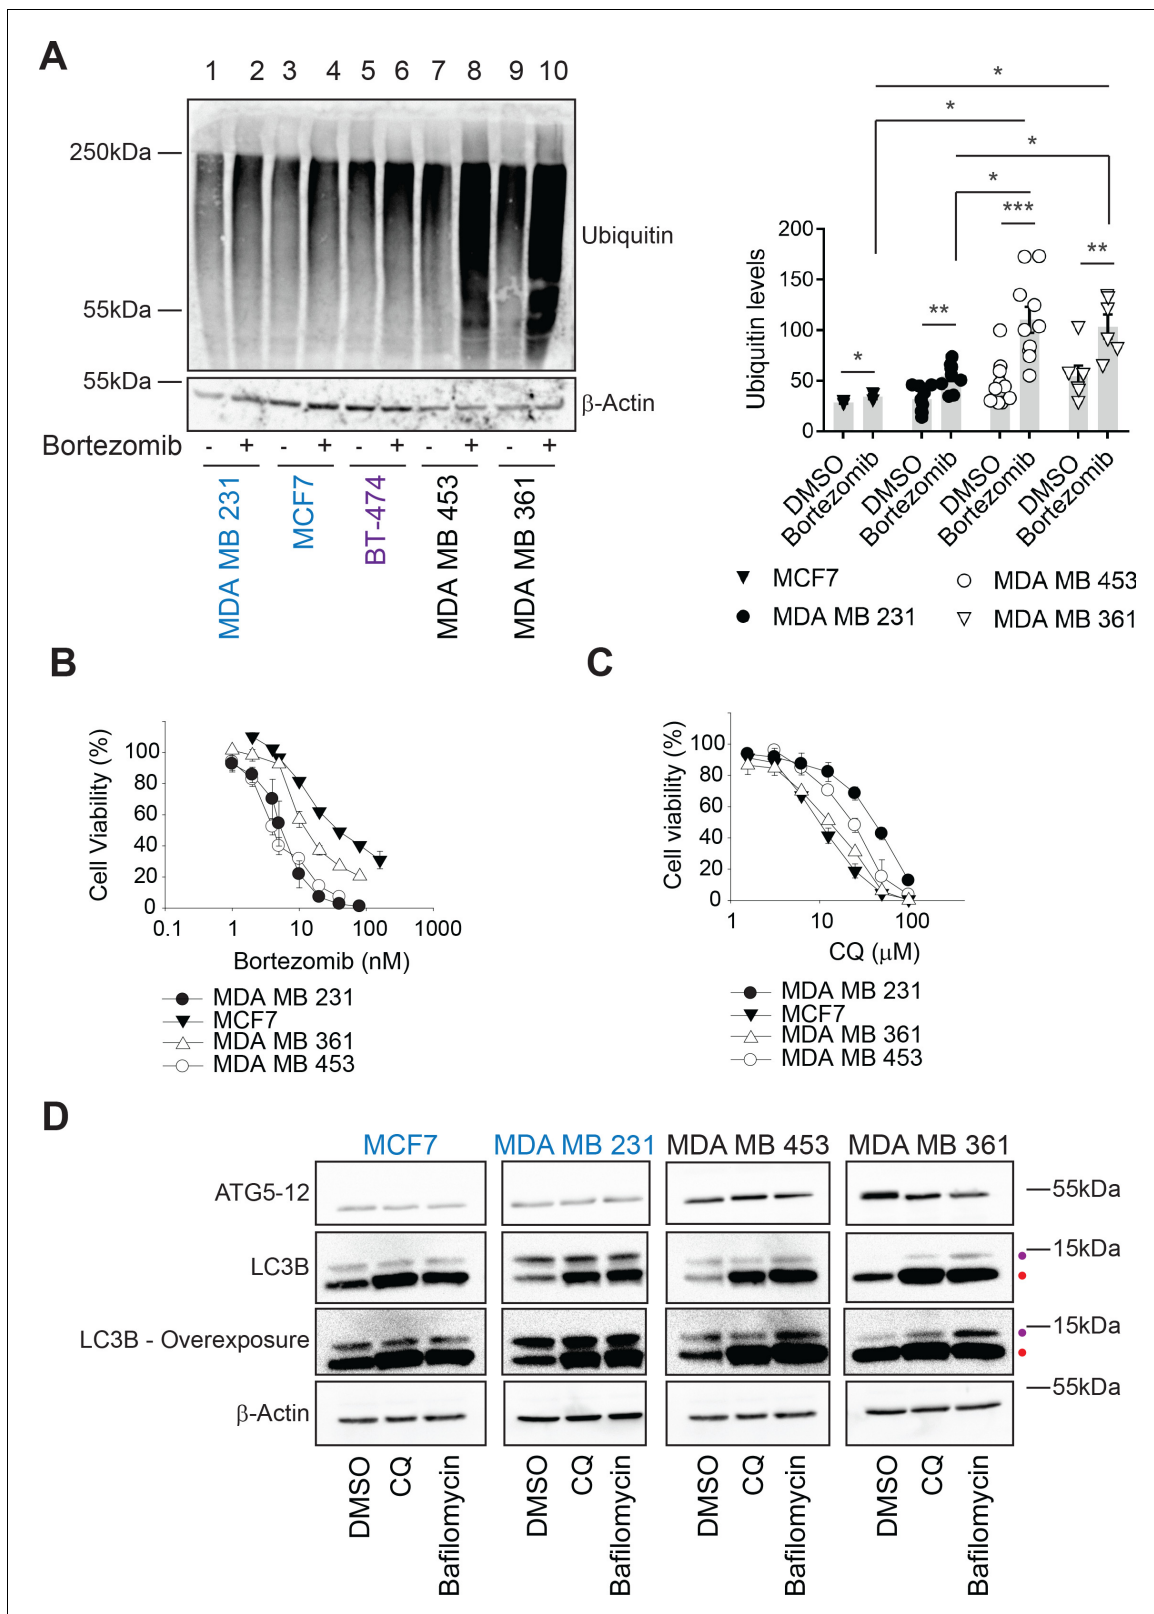 A
1 2 3 4 5 6 7 8 9 10
250kDa
Ubiquitin
55kDa
55kDa
β-Actin
Bortezomib - + - + - + - + - +
MDA MB 231
MCF7
BT-474
MDA MB 453
MDA MB 361
*
*
*
*
***
**
**
*
Ubiquitin levels
200
150
100
50
0
DMSO
Bortezomib
DMSO
Bortezomib
DMSO
Bortezomib
DMSO
Bortezomib
MCF7
MDA MB 453
MDA MB 231
MDA MB 361
B
Cell Viability (%)
100
80
60
40
20
0
0.1 1 10 100 1000
Bortezomib (nM)
MDA MB 231
MCF7
MDA MB 361
MDA MB 453
C
Cell viability (%)
100
80
60
40
20
0
1 10 100
CQ (μM)
MDA MB 231
MCF7
MDA MB 361
MDA MB 453
D
MCF7 MDA MB 231 MDA MB 453 MDA MB 361
ATG5-12
55kDa
LC3B
15kDa
LC3B - Overexposure
15kDa
β-Actin
55kDa
DMSO
CQ
Bafilomycin
DMSO
CQ
Bafilomycin
DMSO
CQ
Bafilomycin
DMSO
CQ
Bafilomycin